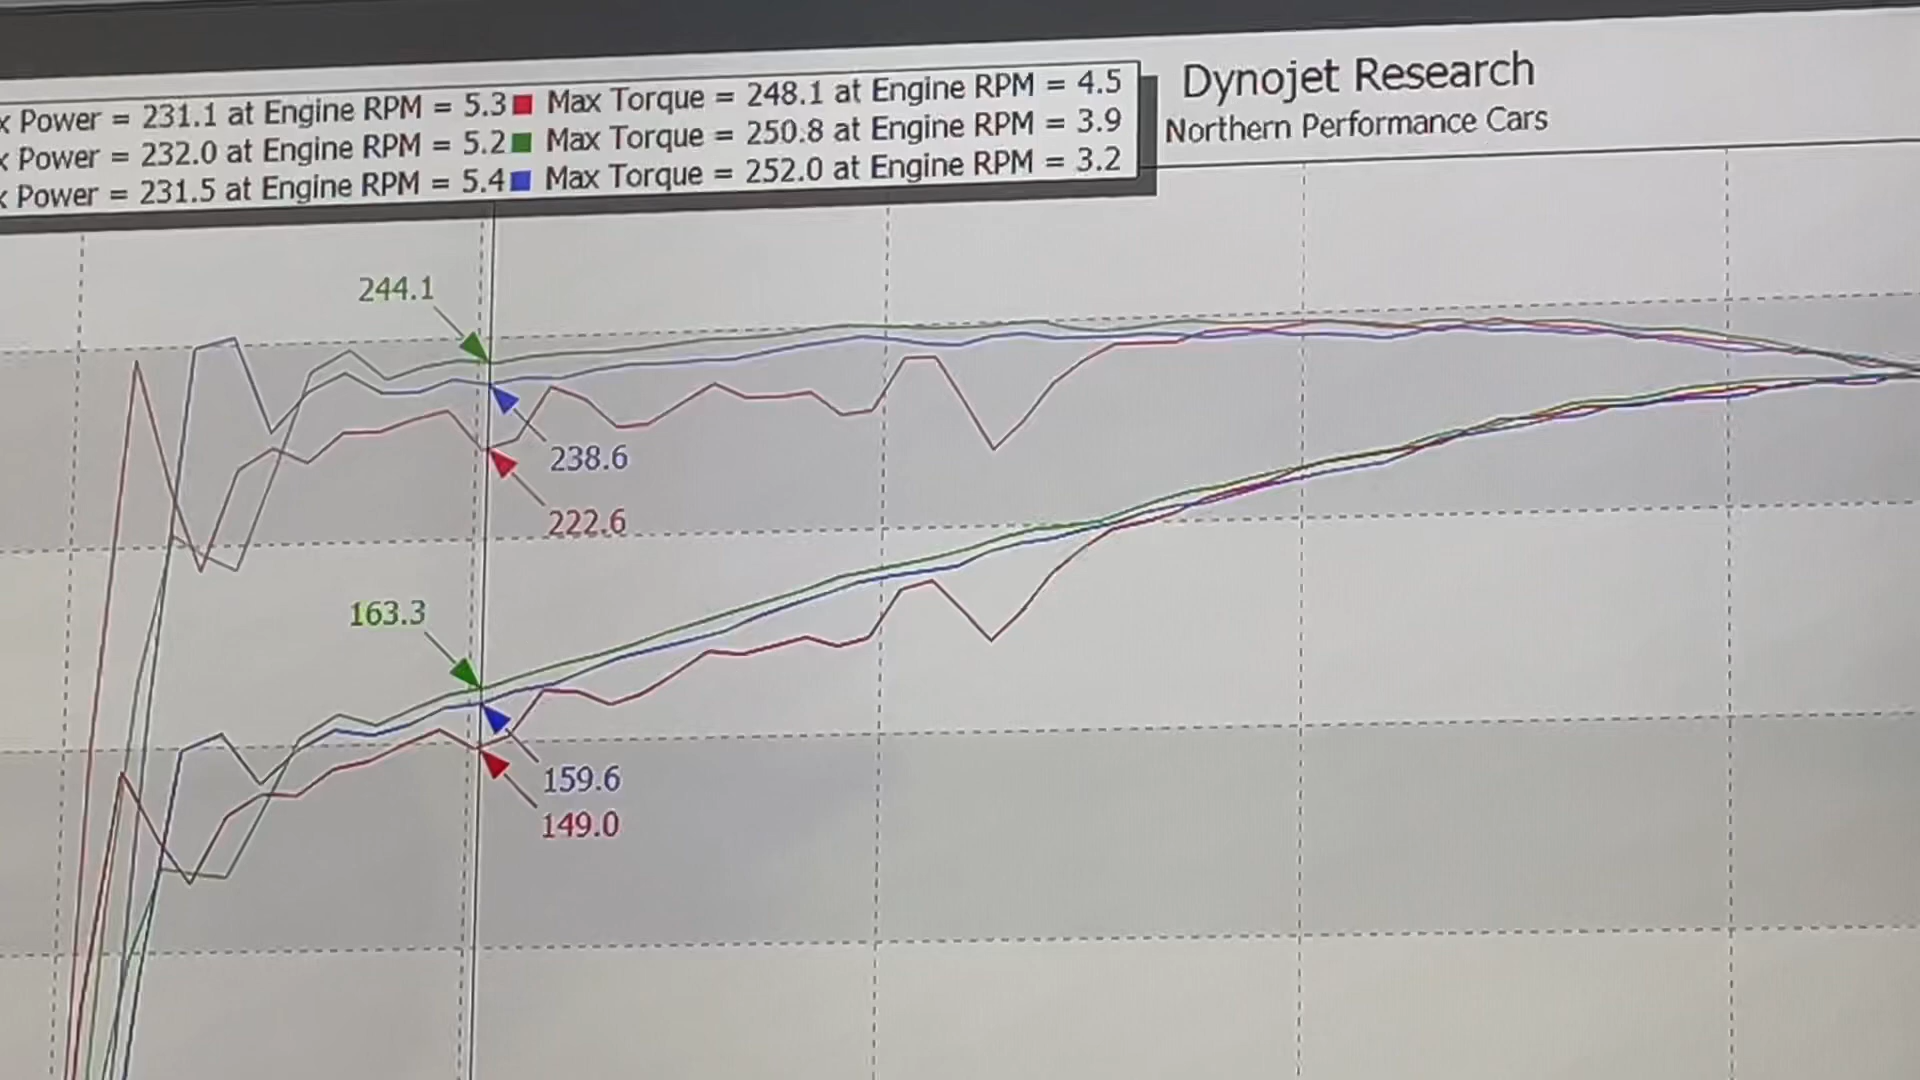 x Power = 231.1 at Engine RPM = 5.3 Max Torque = 248.1 at Engine RPM = 4.5
x Power = 232.0 at Engine RPM = 5.2 Max Torque = 250.8 at Engine RPM = 3.9
x Power = 231.5 at Engine RPM = 5.4 Max Torque = 252.0 at Engine RPM = 3.2
Dynojet Research
Northern Performance Cars
244.1
238.6
222.6
163.3
159.6
149.0